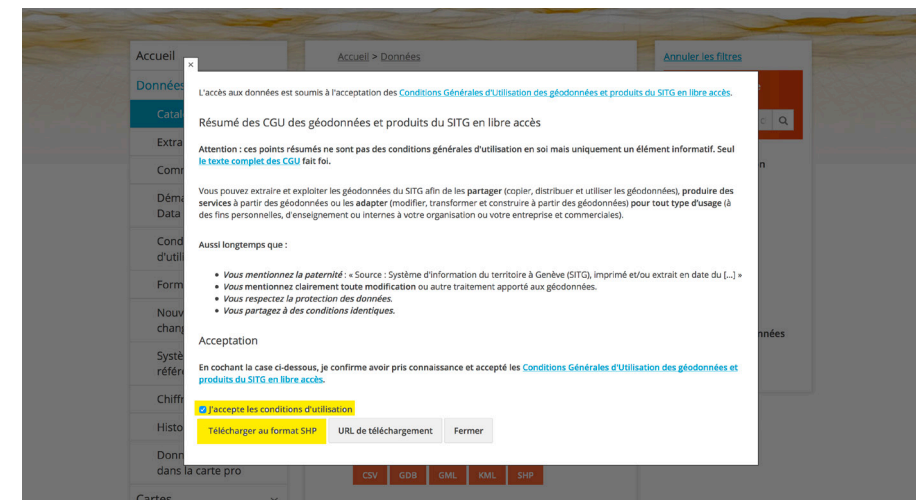 Accueil
Accueil > Données
Annuler les filtres
×
Données
L'accès aux données est soumis à l'acceptation des Conditions Générales d'Utilisation des géodonnées et produits du SITG en libre accès.
Résumé des CGU des géodonnées et produits du SITG en libre accès
Attention : ces points résumés ne sont pas des conditions générales d'utilisation en soi mais uniquement un élément informatif. Seul
le texte complet des CGU fait foi.
Vous pouvez extraire et exploiter les géodonnées du SITG afin de les partager (copier, distribuer et utiliser les géodonnées), produire des
services à partir des géodonnées ou les adapter (modifier, transformer et construire à partir des géodonnées) pour tout type d'usage (à
des fins personnelles, d'enseignement ou internes à votre organisation ou votre entreprise et commerciales).
Aussi longtemps que :
• Vous mentionnez la paternité : « Source : Système d'information du territoire à Genève (SITG), imprimé et/ou extrait en date du [...] »
• Vous mentionnez clairement toute modification ou autre traitement apporté aux géodonnées.
• Vous respectez la protection des données.
• Vous partagez à des conditions identiques.
Acceptation
En cochant la case ci-dessous, je confirme avoir pris connaissance et accepté les Conditions Générales d'Utilisation des géodonnées et
produits du SITG en libre accès.
J'accepte les conditions d'utilisation
Télécharger au format SHP URL de téléchargement Fermer
Catal
Extra
Comm
Déma
Data
Cond
d'utili
Form
Nouv
chang
Systè
référe
Chiffr
Histo
Donn
dans la carte pro
Cartes
CSV GDB GML KML SHP
nnées